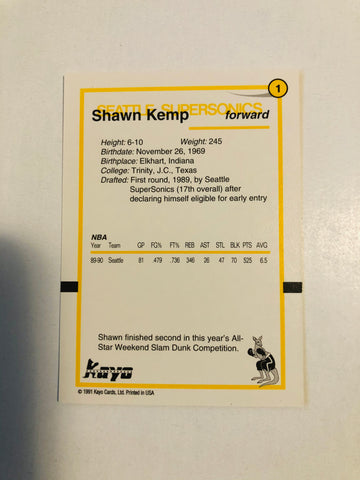 1
SEATTLE SUPERSONICS
Shawn Kemp forward
Height: 6-10 Weight: 245
Birthdate: November 26, 1969
Birthplace: Elkhart, Indiana
College: Trinity, J.C., Texas
Drafted: First round, 1989, by Seattle
SuperSonics (17th overall) after
declaring himself eligible for early entry
NBA
Year Team GP FG% FT% REB AST STL BLK PTS AVG
89-90 Seattle 81 .479 .736 346 26 47 70 525 6.5
Shawn finished second in this year's All-
Star Weekend Slam Dunk Competition.
Kayo
© 1991 Kayo Cards, Ltd. Printed in USA